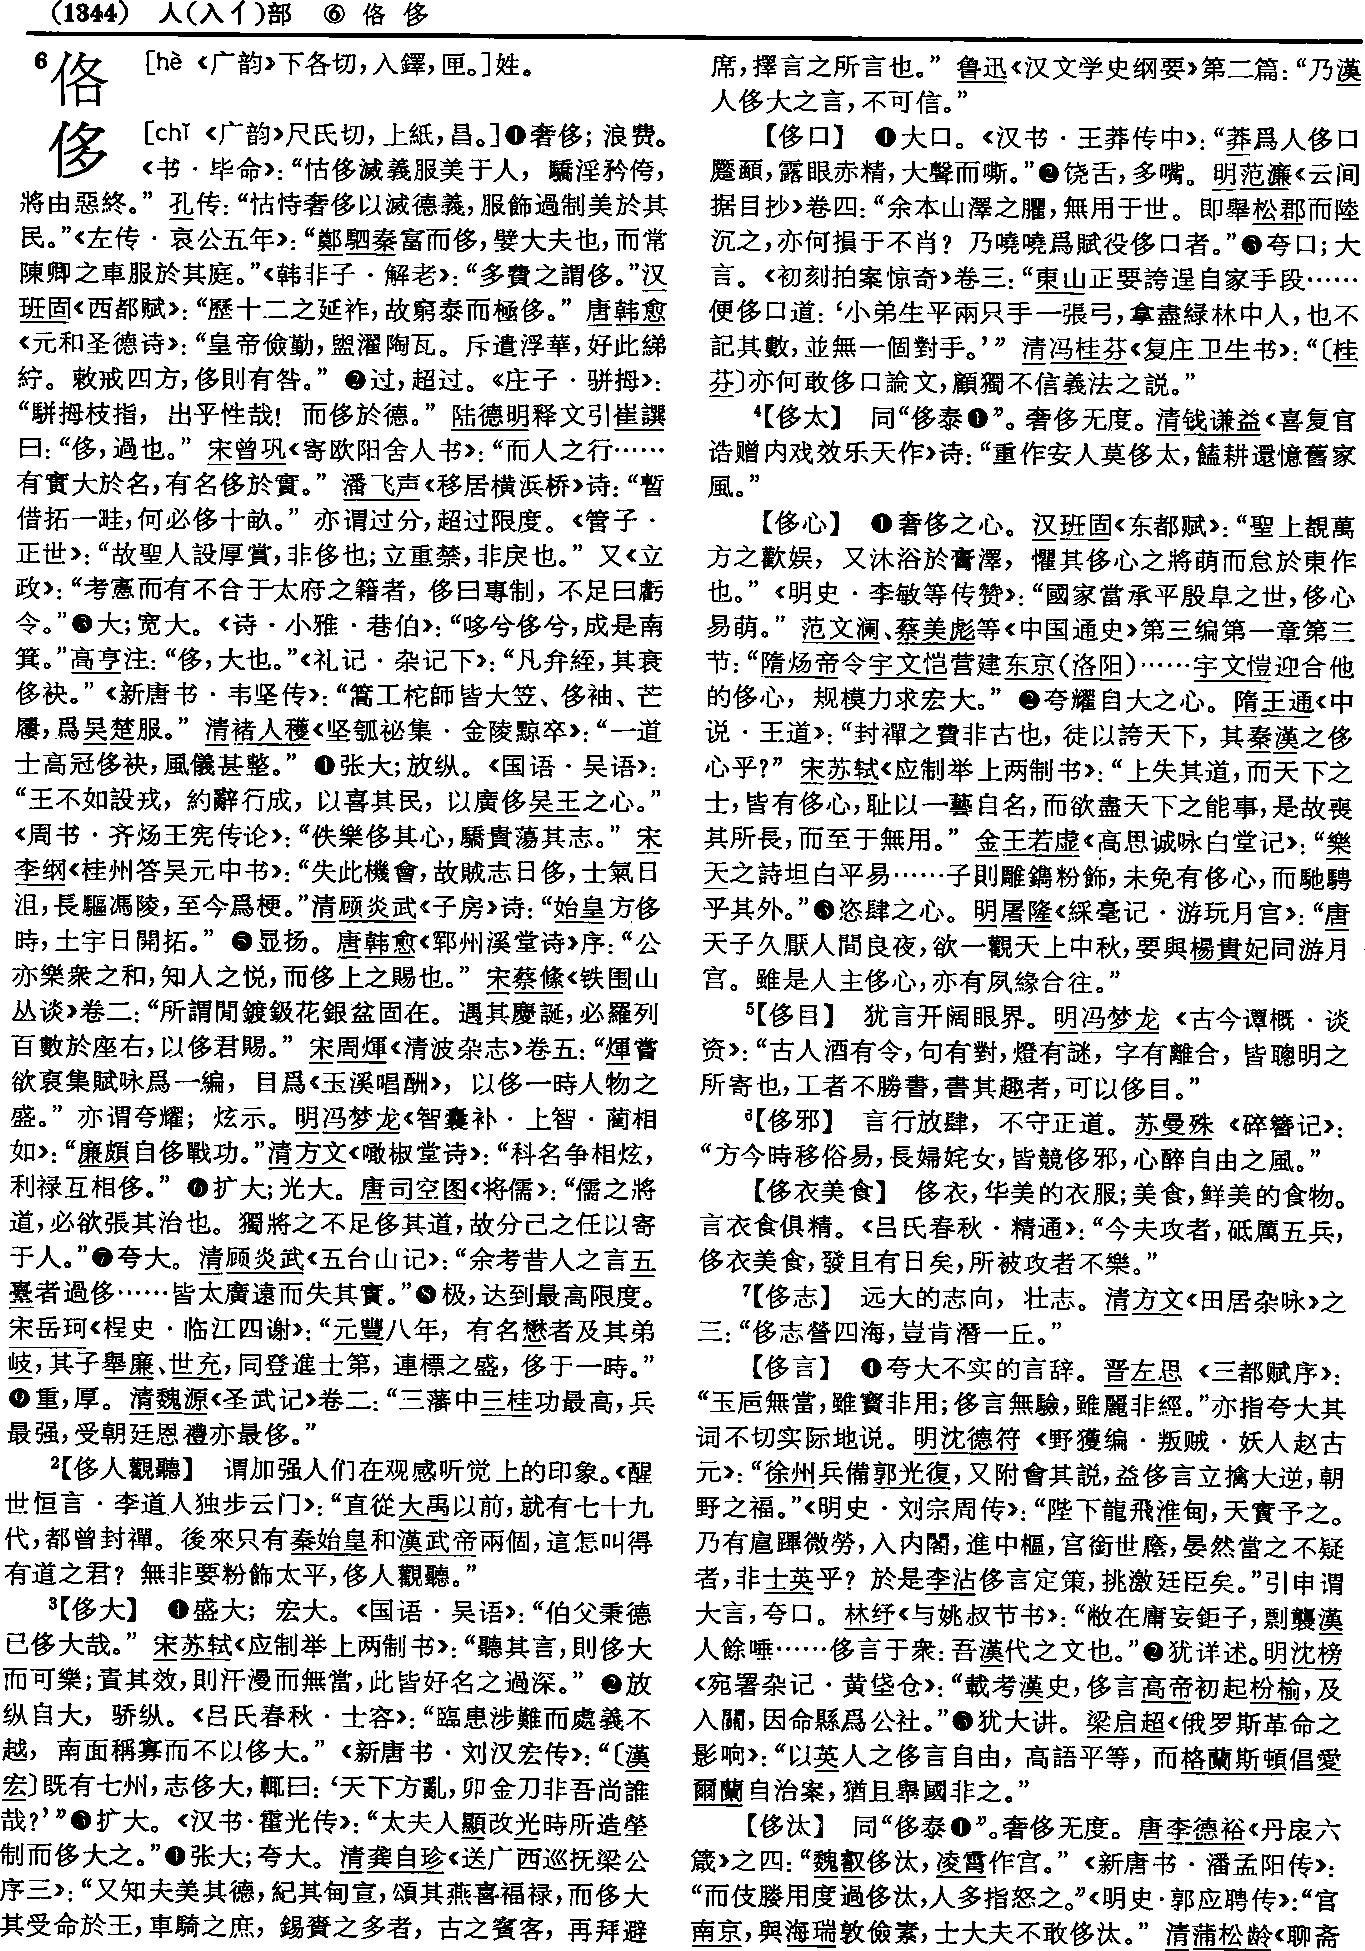 (1344) 人(入亻)部 ⑥ 佫 侈
6佫 [hè《广韵》下各切，入鐸，匣。]姓。
侈 [chǐ《广韵》尺氏切，上紙，昌。]❶奢侈；浪费。
《书·毕命》：“怙侈滅義服美于人，驕淫矜侉，
將由惡終。”孔传：“怙恃奢侈以滅德義，服飾過制美於其
民。”《左传·哀公五年》：“鄭駟秦富而侈，嬖大夫也，而常
陳卿之車服於其庭。”《韩非子·解老》：“多費之謂侈。”汉
班固《西都赋》：“歷十二之延祚，故窮泰而極侈。”唐韩愈
《元和圣德诗》：“皇帝儉勤，盥濯陶瓦。斥遣浮華，好此綈
紵。敕戒四方，侈則有咎。”❷过，超过。《庄子·骈拇》：
“駢拇枝指，出乎性哉！而侈於德。”陆德明释文引崔譔
曰：“侈，過也。”宋曾巩《寄欧阳舍人书》：“而人之行……
有實大於名，有名侈於實。”潘飞声《移居横浜桥》诗：“暫
借拓一畦，何必侈十畝。”亦谓过分，超过限度。《管子·
正世》：“故聖人設厚賞，非侈也；立重禁，非戾也。”又《立
政》：“考憲而有不合于太府之籍者，侈曰專制，不足曰虧
令。”❸大；宽大。《诗·小雅·巷伯》：“哆兮侈兮，成是南
箕。”高亨注：“侈，大也。”《礼记·杂记下》：“凡弁絰，其衰
侈袂。”《新唐书·韦坚传》：“篙工柁師皆大笠、侈袖、芒
屨，爲吴楚服。”清褚人穫《坚瓠祕集·金陵黥卒》：“一道
士高冠侈袂，風儀甚整。”❹张大；放纵。《国语·吴语》：
“王不如設戎，約辭行成，以喜其民，以廣侈吴王之心。”
《周书·齐炀王宪传论》：“佚樂侈其心，驕貴蕩其志。”宋
李纲《桂州答吴元中书》：“失此機會，故賊志日侈，士氣日
沮，長驅馮陵，至今爲梗。”清顾炎武《子房》诗：“始皇方侈
時，土宇日開拓。”❺显扬。唐韩愈《郓州溪堂诗》序：“公
亦樂衆之和，知人之悦，而侈上之賜也。”宋蔡絛《铁围山
丛谈》卷二：“所謂閒鍍鈒花銀盆固在。遇其慶誕，必羅列
百數於座右，以侈君賜。”宋周煇《清波杂志》卷五：“煇嘗
欲裒集賦咏爲一編，目爲《玉溪唱酬》，以侈一時人物之
盛。”亦谓夸耀；炫示。明冯梦龙《智囊补·上智·蔺相
如》：“廉頗自侈戰功。”清方文《噉椒堂诗》：“科名争相炫，
利禄互相侈。”❻扩大；光大。唐司空图《将儒》：“儒之將
道，必欲張其治也。獨將之不足侈其道，故分己之任以寄
于人。”❼夸大。清顾炎武《五台山记》：“余考昔人之言五
臺者過侈……皆太廣遠而失其實。”❽极，达到最高限度。
宋岳珂《桯史·临江四谢》：“元豐八年，有名懋者及其弟
岐，其子舉廉、世充，同登進士第，連標之盛，侈于一時。”
❾重，厚。清魏源《圣武记》卷二：“三藩中三桂功最高，兵
最强，受朝廷恩禮亦最侈。”
2【侈人觀聽】 谓加强人们在观感听觉上的印象。《醒
世恒言·李道人独步云门》：“直從大禹以前，就有七十九
代，都曾封禪。後來只有秦始皇和漢武帝兩個，這怎叫得
有道之君？無非要粉飾太平，侈人觀聽。”
3【侈大】 ❶盛大；宏大。《国语·吴语》：“伯父秉德
已侈大哉。”宋苏轼《应制举上两制书》：“聽其言，則侈大
而可樂；責其效，則汗漫而無當，此皆好名之過深。”❷放
纵自大，骄纵。《吕氏春秋·士容》：“臨患涉難而處義不
越，南面稱寡而不以侈大。”《新唐书·刘汉宏传》：“〔漢
宏〕既有七州，志侈大，輒曰：‘天下方亂，卯金刀非吾尚誰
哉？’”❸扩大。《汉书·霍光传》：“太夫人顯改光時所造塋
制而侈大之。”❹张大；夸大。清龚自珍《送广西巡抚梁公
序三》：“又知夫美其德，紀其旬宣，頌其燕喜福禄，而侈大
其受命於王，車騎之庶，錫賚之多者，古之賓客，再拜避
席，擇言之所言也。”鲁迅《汉文学史纲要》第二篇：“乃漢
人侈大之言，不可信。”
【侈口】 ❶大口。《汉书·王莽传中》：“莽爲人侈口
蹷顄，露眼赤精，大聲而嘶。”❷饶舌，多嘴。明范濂《云间
据目抄》卷四：“余本山澤之臞，無用于世。即舉松郡而陸
沉之，亦何損于不肖？乃嘵嘵爲賦役侈口者。”❸夸口；大
言。《初刻拍案惊奇》卷三：“東山正要誇逞自家手段……
便侈口道：‘小弟生平兩只手一張弓，拿盡緑林中人，也不
記其數，並無一個對手。’”清冯桂芬《复庄卫生书》：“〔桂
芬〕亦何敢侈口論文，顧獨不信義法之説。”
4【侈太】 同“侈泰❶”。奢侈无度。清钱谦益《喜复官
诰赠内戏效乐天作》诗：“重作安人莫侈太，饁耕還憶舊家
風。”
【侈心】 ❶奢侈之心。汉班固《东都赋》：“聖上覩萬
方之歡娱，又沐浴於膏澤，懼其侈心之將萌而怠於東作
也。”《明史·李敏等传赞》：“國家當承平殷阜之世，侈心
易萌。”范文澜、蔡美彪等《中国通史》第三编第一章第三
节：“隋炀帝令宇文恺营建东京(洛阳)……宇文愷迎合他
的侈心，规模力求宏大。”❷夸耀自大之心。隋王通《中
说·王道》：“封禪之費非古也，徒以誇天下，其秦漢之侈
心乎？”宋苏轼《应制举上两制书》：“上失其道，而天下之
士，皆有侈心，耻以一藝自名，而欲盡天下之能事，是故喪
其所長，而至于無用。”金王若虚《高思诚咏白堂记》：“樂
天之詩坦白平易……子則雕鐫粉飾，未免有侈心，而馳騁
乎其外。”❸恣肆之心。明屠隆《綵毫记·游玩月宫》：“唐
天子久厭人間良夜，欲一觀天上中秋，要與楊貴妃同游月
宫。雖是人主侈心，亦有夙緣合往。”
5【侈目】 犹言开阔眼界。明冯梦龙《古今谭概·谈
资》：“古人酒有令，句有對，燈有謎，字有離合，皆聰明之
所寄也，工者不勝書，書其趣者，可以侈目。”
6【侈邪】 言行放肆，不守正道。苏曼殊《碎簪记》：
“方今時移俗易，長婦姹女，皆競侈邪，心醉自由之風。”
【侈衣美食】 侈衣，华美的衣服；美食，鲜美的食物。
言衣食俱精。《吕氏春秋·精通》：“今夫攻者，砥厲五兵，
侈衣美食，發且有日矣，所被攻者不樂。”
7【侈志】 远大的志向，壮志。清方文《田居杂咏》之
三：“侈志營四海，豈肯潛一丘。”
【侈言】 ❶夸大不实的言辞。晋左思《三都赋序》：
“玉卮無當，雖寶非用；侈言無驗，雖麗非經。”亦指夸大其
词不切实际地说。明沈德符《野獲编·叛贼·妖人赵古
元》：“徐州兵備郭光復，又附會其説，益侈言立擒大逆，朝
野之福。”《明史·刘宗周传》：“陛下龍飛淮甸，天實予之。
乃有扈蹕微勞，入内閣，進中樞，宫銜世廕，晏然當之不疑
者，非士英乎？於是李沾侈言定策，挑激廷臣矣。”引申谓
大言，夸口。林纾《与姚叔节书》：“敝在庸妄鉅子，剽襲漢
人餘唾……侈言于衆：吾漢代之文也。”❷犹详述。明沈榜
《宛署杂记·黄垡仓》：“載考漢史，侈言高帝初起枌榆，及
入關，因命縣爲公社。”❸犹大讲。梁启超《俄罗斯革命之
影响》：“以英人之侈言自由，高語平等，而格蘭斯頓倡愛
爾蘭自治案，猶且舉國非之。”
【侈汰】 同“侈泰❶”。奢侈无度。唐李德裕《丹扆六
箴》之四：“魏叡侈汰，凌霄作宫。”《新唐书·潘孟阳传》：
“而伎媵用度過侈汰，人多指怒之。”《明史·郭应聘传》：“官
南京，與海瑞敦儉素，士大夫不敢侈汰。”清蒲松龄《聊斋